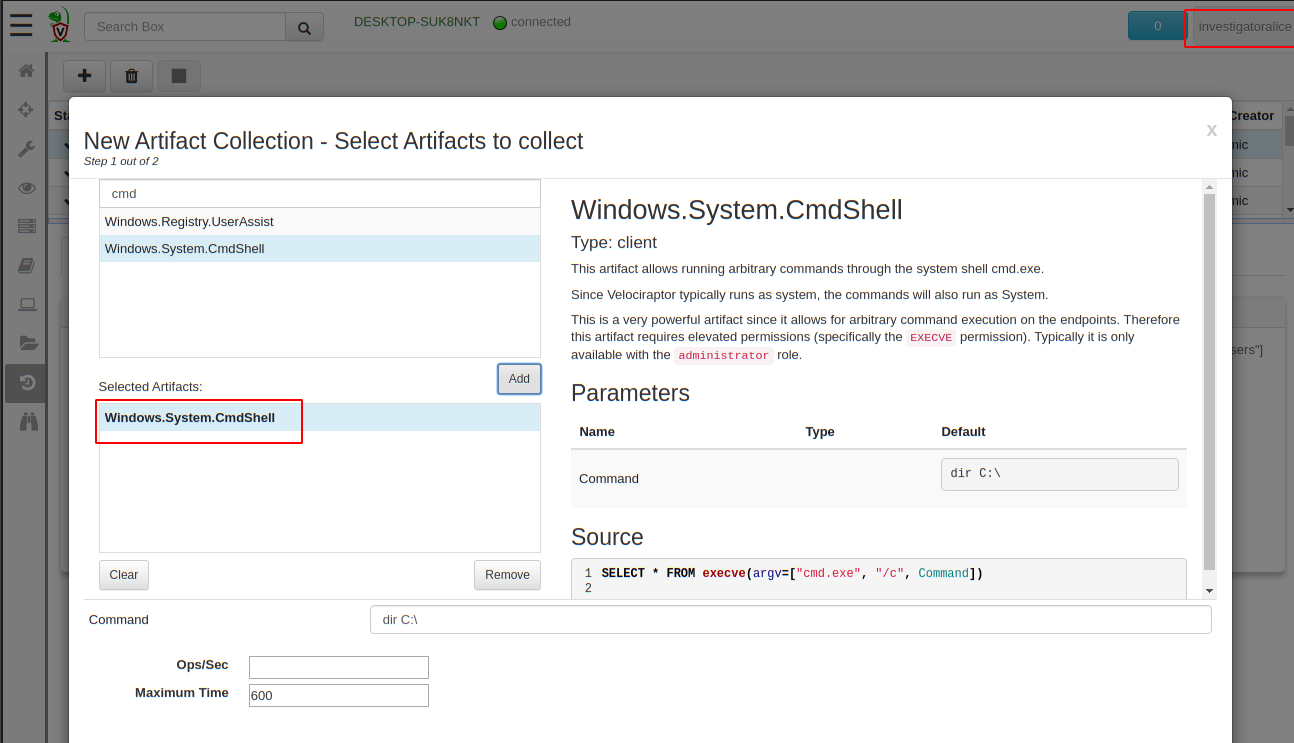 Search Box
DESKTOP-SUK8NKT connected
0
investigatoralice
Creator
mic
mic
mic
New Artifact Collection - Select Artifacts to collect
Step 1 out of 2
x
cmd
Windows.Registry.UserAssist
Windows.System.CmdShell
Selected Artifacts:
Add
Windows.System.CmdShell
Clear
Remove
Windows.System.CmdShell
Type: client
This artifact allows running arbitrary commands through the system shell cmd.exe.
Since Velociraptor typically runs as system, the commands will also run as System.
This is a very powerful artifact since it allows for arbitrary command execution on the endpoints. Therefore
this artifact requires elevated permissions (specifically the EXECVE permission). Typically it is only
available with the administrator role.
Parameters
Name Type Default
Command dir C:\
Source
1 SELECT * FROM execve(argv=["cmd.exe", "/c", Command])
2
sers"]
Command dir C:\
Ops/Sec
Maximum Time 600